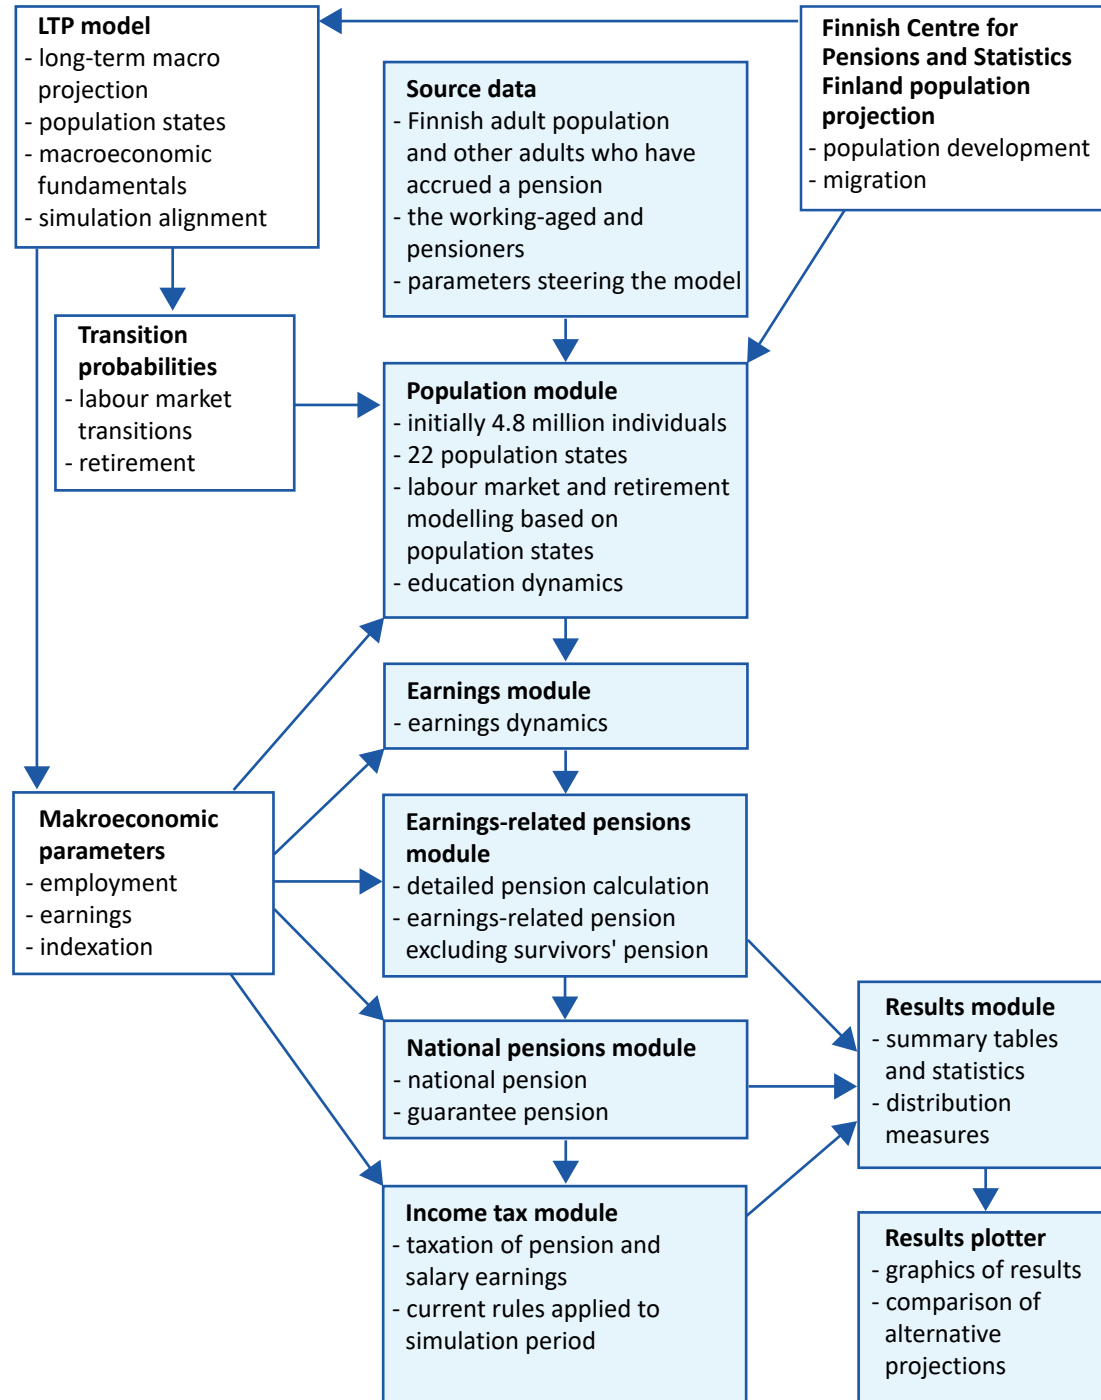 LTP model
- long-term macro
projection
- population states
- macroeconomic
fundamentals
- simulation alignment
Source data
- Finnish adult population
and other adults who have
accrued a pension
- the working-aged and
pensioners
- parameters steering the model
Finnish Centre for
Pensions and Statistics
Finland population
projection
- population development
- migration
Transition
probabilities
- labour market
transitions
- retirement
Population module
- initially 4.8 million individuals
- 22 population states
- labour market and retirement
modelling based on
population states
- education dynamics
Earnings module
- earnings dynamics
Makroeconomic
parameters
- employment
- earnings
- indexation
Earnings-related pensions
module
- detailed pension calculation
- earnings-related pension
excluding survivors' pension
National pensions module
- national pension
- guarantee pension
Income tax module
- taxation of pension and
salary earnings
- current rules applied to
simulation period
Results module
- summary tables
and statistics
- distribution
measures
Results plotter
- graphics of results
- comparison of
alternative
projections